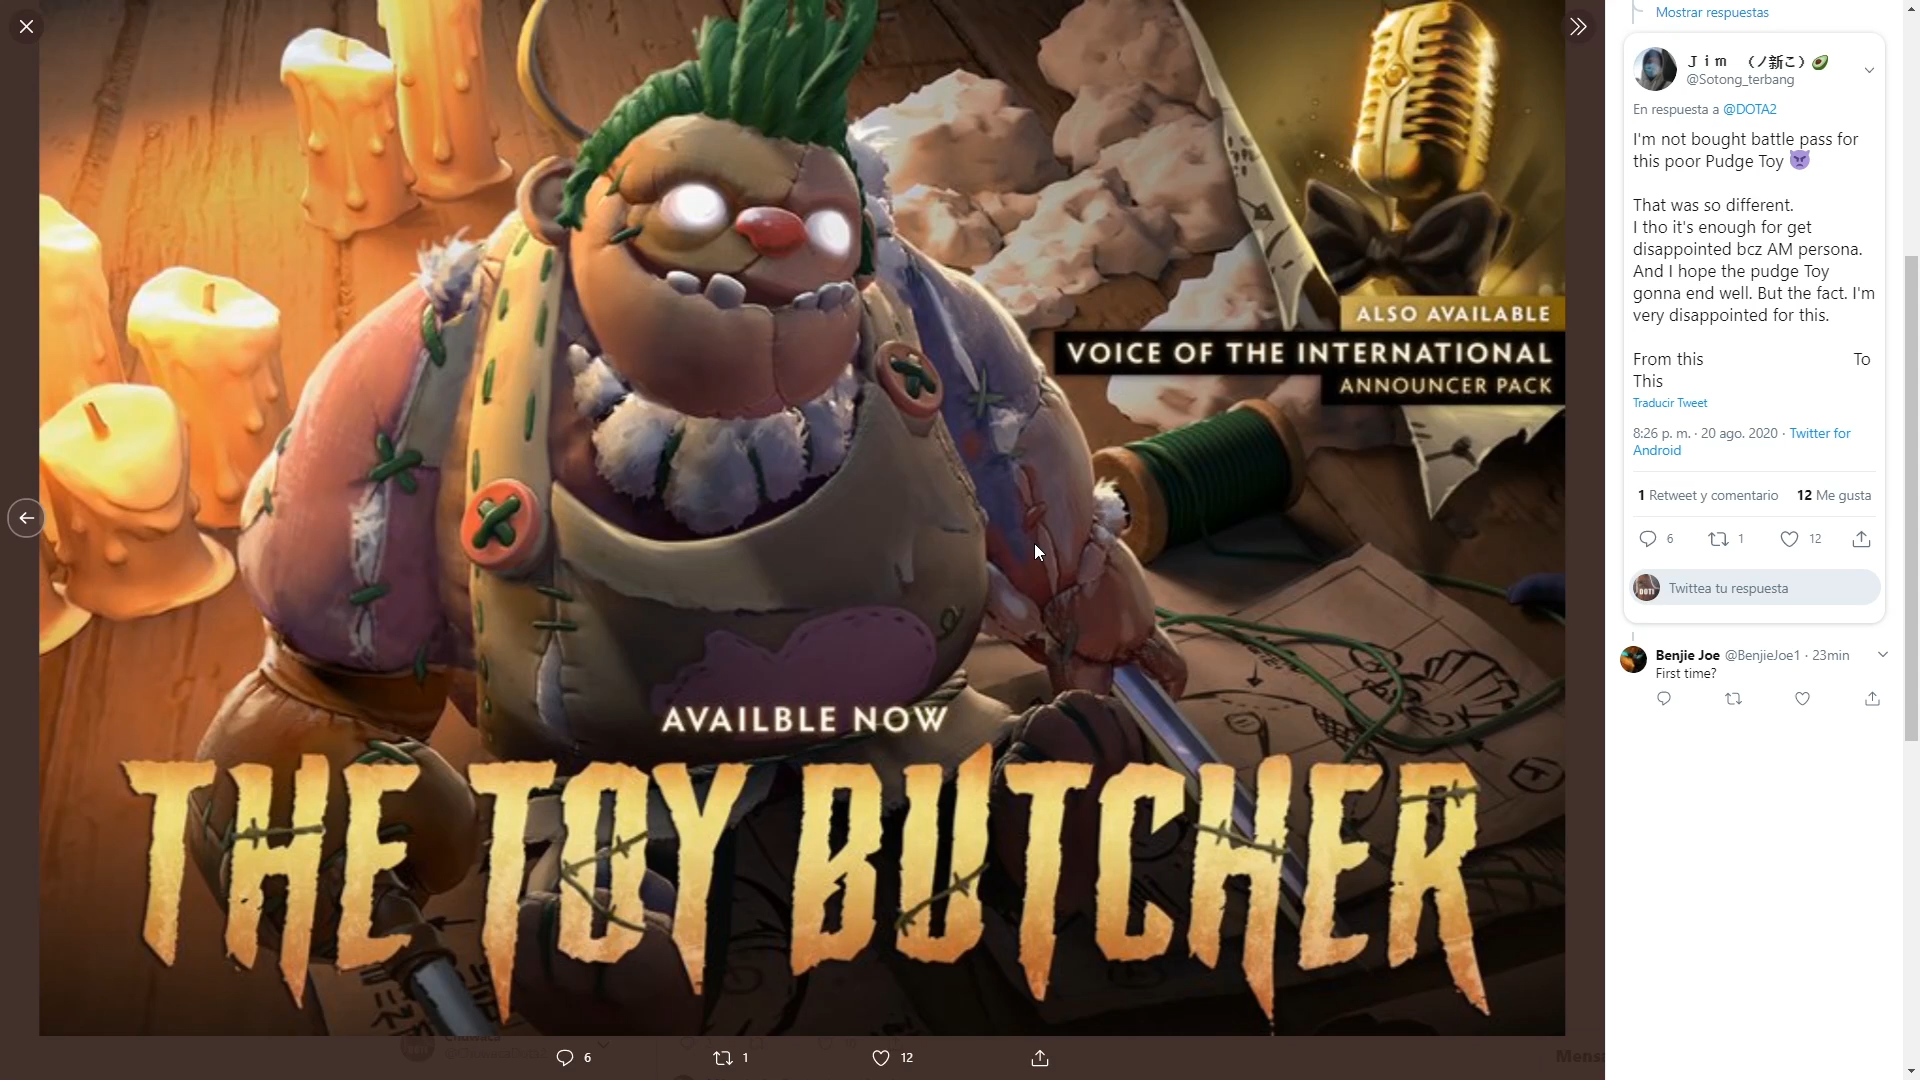 ALSO AVAILABLE
VOICE OF THE INTERNATIONAL
ANNOUNCER PACK
AVAILBLE NOW
THE TOY BUTCHER
6
1
12
Mostrar respuestas
Jim (ノ新こ)
@Sotong_terbang
En respuesta a @DOTA2
I'm not bought battle pass for
this poor Pudge Toy
That was so different.
I tho it's enough for get
disappointed bcz AM persona.
And I hope the pudge Toy
gonna end well. But the fact. I'm
very disappointed for this.
From this To
This
Traducir Tweet
8:26 p. m. · 20 ago. 2020 · Twitter for
Android
1 Retweet y comentario 12 Me gusta
6 1 12
Twittea tu respuesta
Benjie Joe @BenjieJoe1 · 23min
First time?